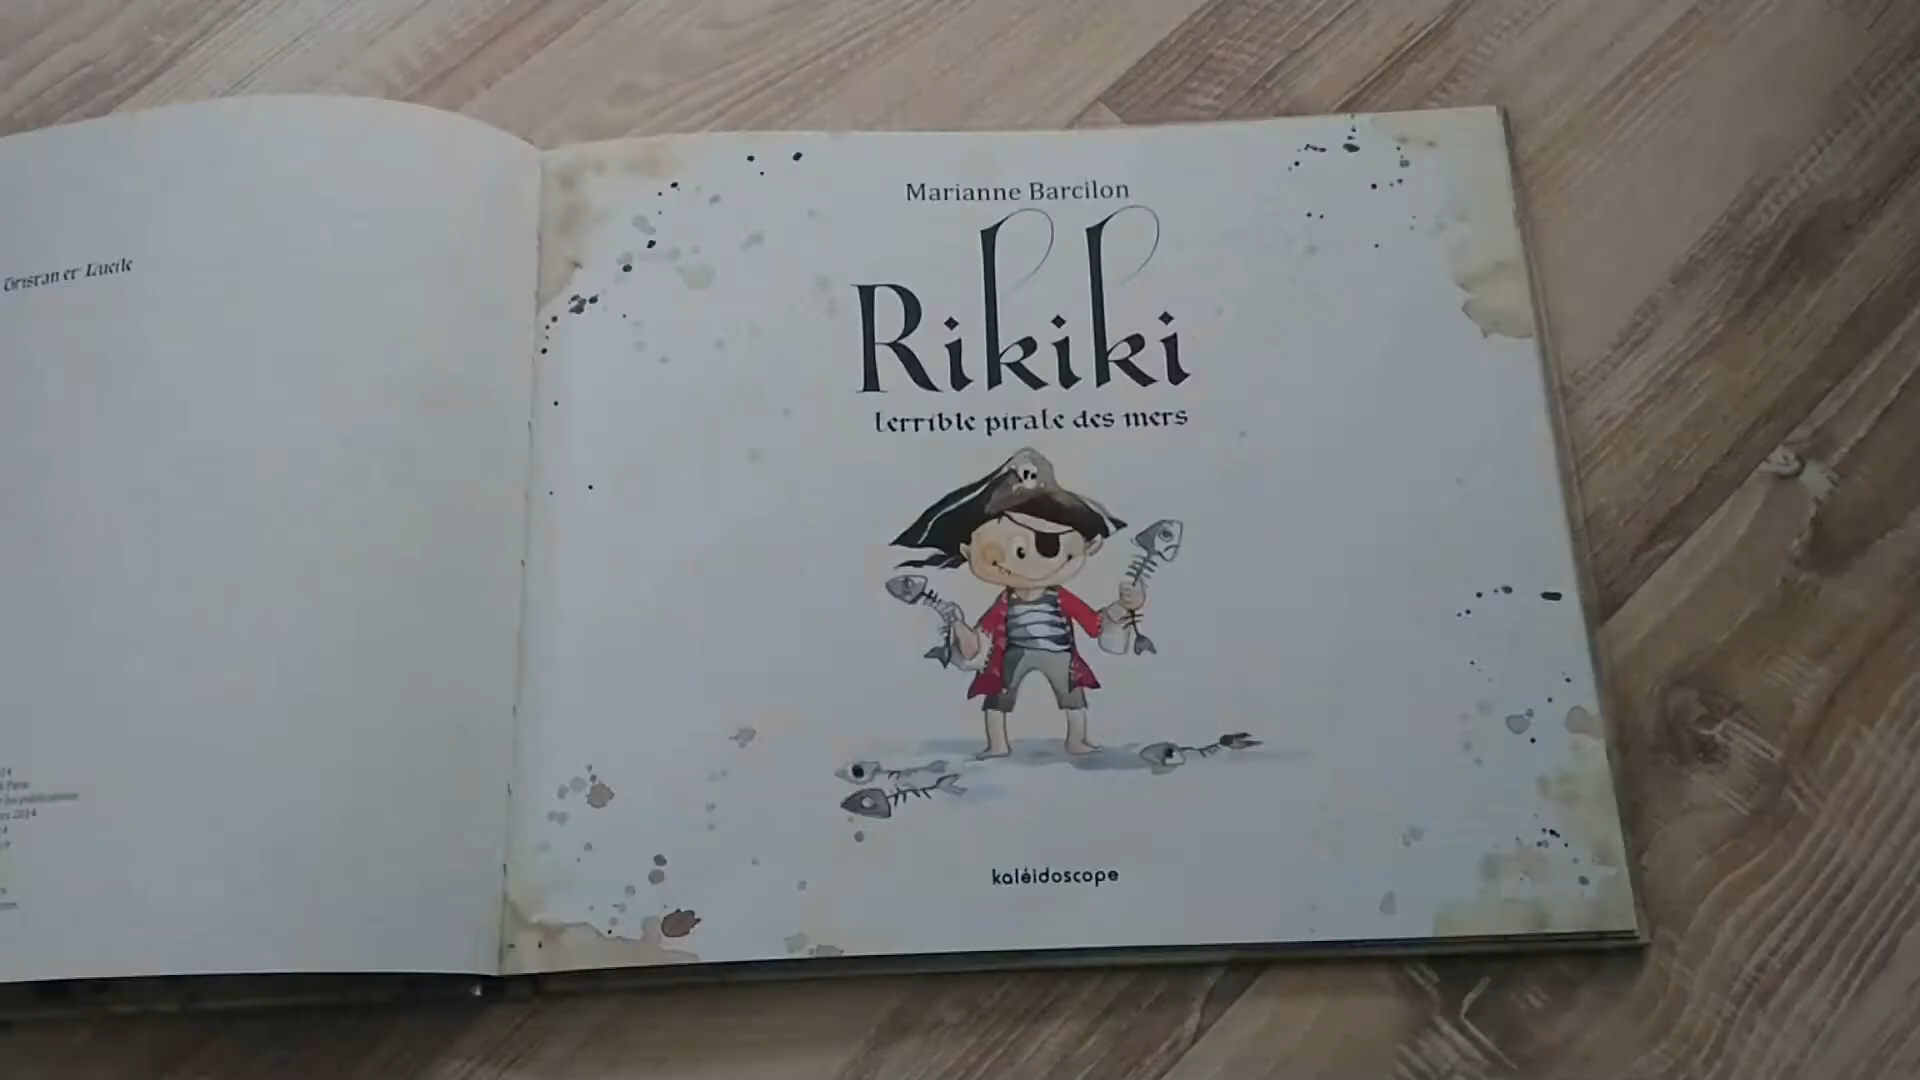 Tristan et Lucile
Marianne Barcilon
Rikiki
terrible pirate des mers
kaléidoscope